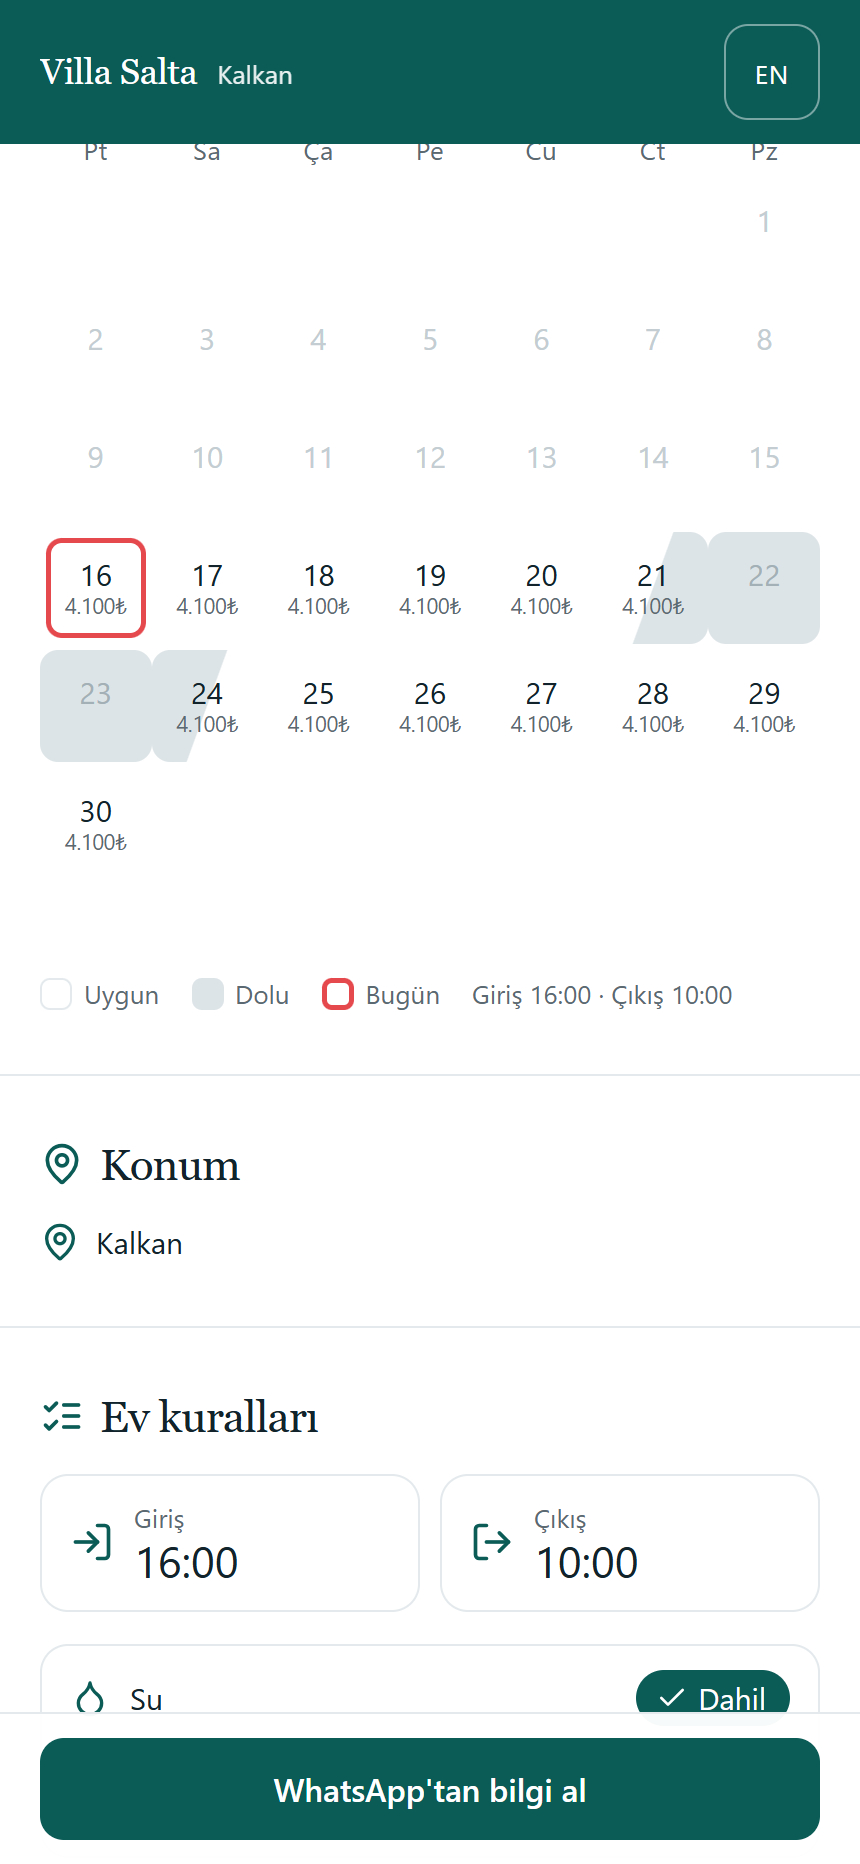 Villa Salta Kalkan EN
Pt Sa Ça Pe Cu Ct Pz
1
2 3 4 5 6 7 8
9 10 11 12 13 14 15
16 17 18 19 20 21 22
4.100₺ 4.100₺ 4.100₺ 4.100₺ 4.100₺ 4.100₺
23 24 25 26 27 28 29
4.100₺ 4.100₺ 4.100₺ 4.100₺ 4.100₺ 4.100₺
30
4.100₺
Uygun Dolu Bugün Giriş 16:00 · Çıkış 10:00
Konum
Kalkan
Ev kuralları
Giriş Çıkış
16:00 10:00
Su Dahil
WhatsApp'tan bilgi al